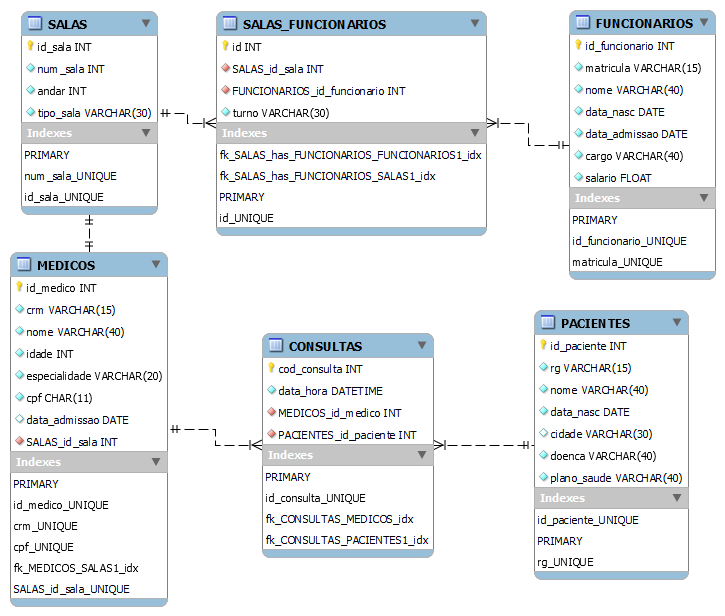 SALAS
id_sala INT
num_sala INT
andar INT
tipo_sala VARCHAR(30)
Indexes
PRIMARY
num_sala_UNIQUE
id_sala_UNIQUE
SALAS_FUNCIONARIOS
id INT
SALAS_id_sala INT
FUNCIONARIOS_id_funcionario INT
turno VARCHAR(30)
Indexes
fk_SALAS_has_FUNCIONARIOS_FUNCIONARIOS1_idx
fk_SALAS_has_FUNCIONARIOS_SALAS1_idx
PRIMARY
id_UNIQUE
FUNCIONARIOS
id_funcionario INT
matricula VARCHAR(15)
nome VARCHAR(40)
data_nasc DATE
data_admissao DATE
cargo VARCHAR(40)
salario FLOAT
Indexes
PRIMARY
id_funcionario_UNIQUE
matricula_UNIQUE
MEDICOS
id_medico INT
crm VARCHAR(15)
nome VARCHAR(40)
idade INT
especialidade VARCHAR(20)
cpf CHAR(11)
data_admissao DATE
SALAS_id_sala INT
Indexes
PRIMARY
id_medico_UNIQUE
crm_UNIQUE
cpf_UNIQUE
fk_MEDICOS_SALAS1_idx
SALAS_id_sala_UNIQUE
CONSULTAS
cod_consulta INT
data_hora DATETIME
MEDICOS_id_medico INT
PACIENTES_id_paciente INT
Indexes
PRIMARY
id_consulta_UNIQUE
fk_CONSULTAS_MEDICOS_idx
fk_CONSULTAS_PACIENTES1_idx
PACIENTES
id_paciente INT
rg VARCHAR(15)
nome VARCHAR(40)
data_nasc DATE
cidade VARCHAR(30)
doenca VARCHAR(40)
plano_saude VARCHAR(40)
Indexes
id_paciente_UNIQUE
PRIMARY
rg_UNIQUE